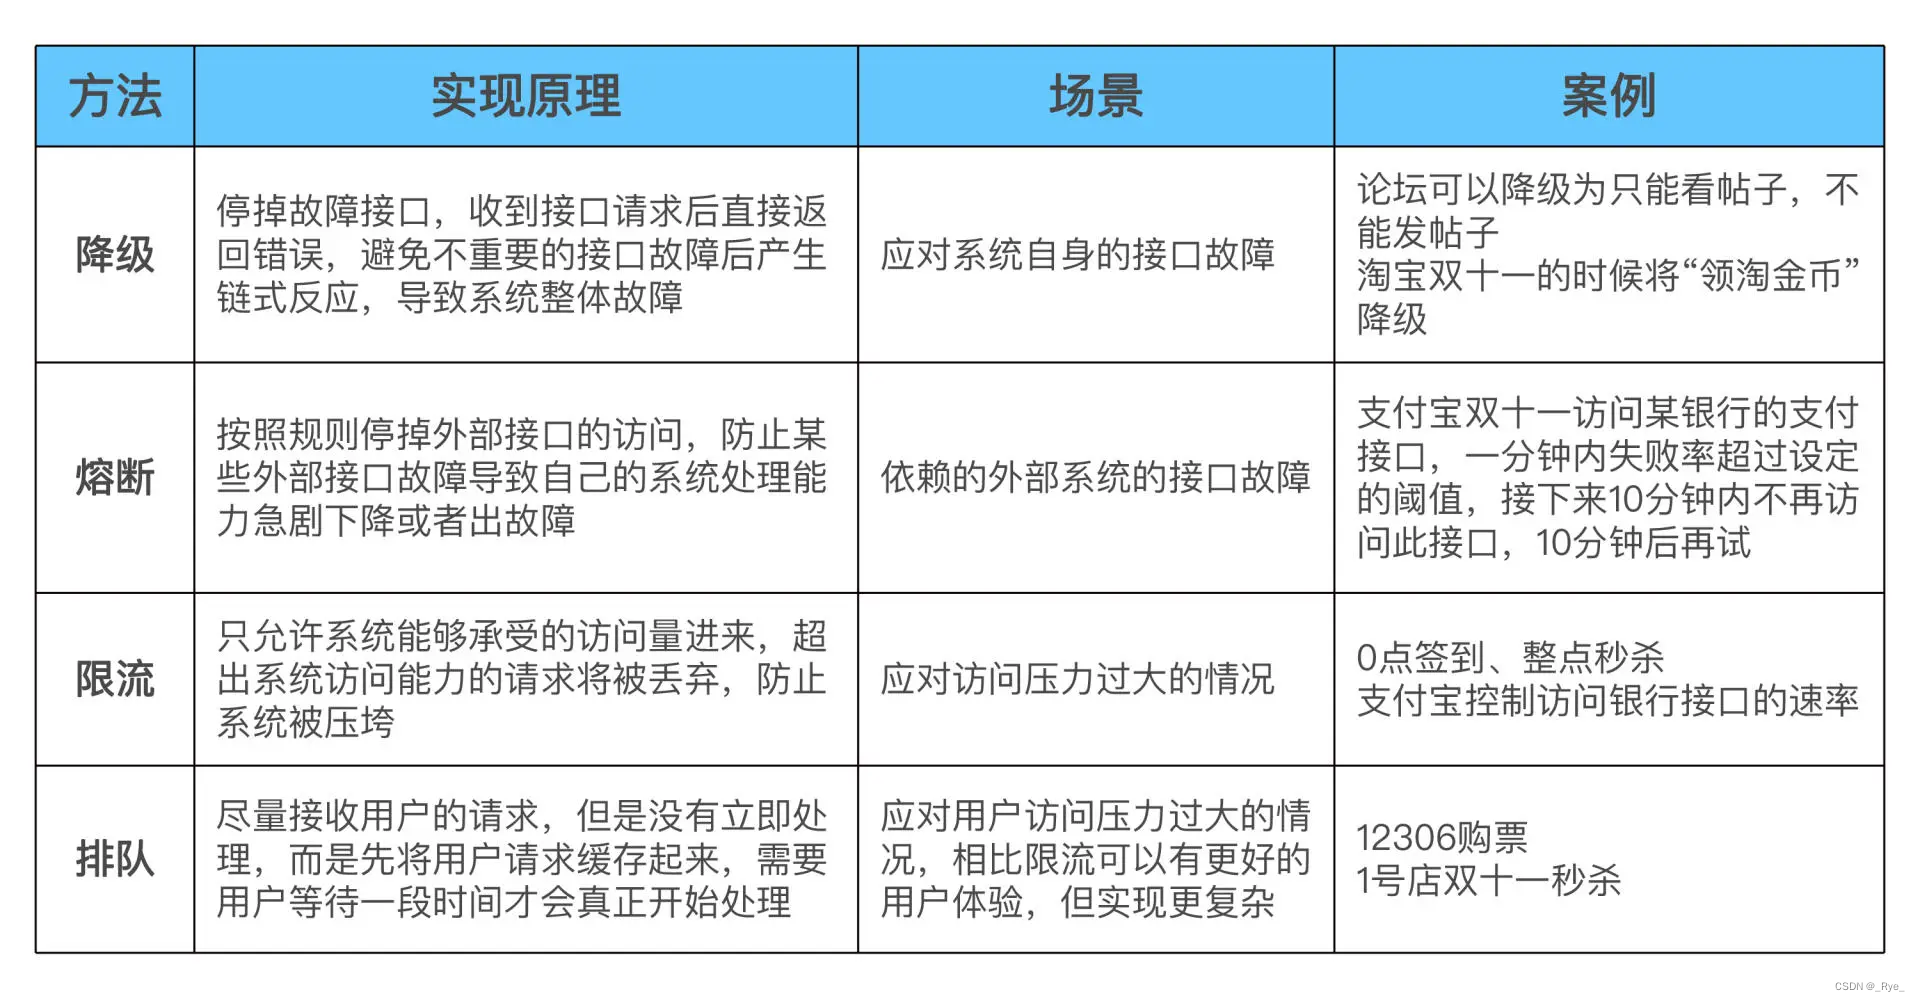 方法
实现原理
场景
案例
降级
停掉故障接口，收到接口请求后直接返
回错误，避免不重要的接口故障后产生
链式反应，导致系统整体故障
应对系统自身的接口故障
论坛可以降级为只能看帖子，不
能发帖子
淘宝双十一的时候将“领淘金币”
降级
熔断
按照规则停掉外部接口的访问，防止某
些外部接口故障导致自己的系统处理能
力急剧下降或者出故障
依赖的外部系统的接口故障
支付宝双十一访问某银行的支付
接口，一分钟内失败率超过设定
的阈值，接下来10分钟内不再访
问此接口，10分钟后再试
限流
只允许系统能够承受的访问量进来，超
出系统访问能力的请求将被丢弃，防止
系统被压垮
应对访问压力过大的情况
0点签到、整点秒杀
支付宝控制访问银行接口的速率
排队
尽量接收用户的请求，但是没有立即处
理，而是先将用户请求缓存起来，需要
用户等待一段时间才会真正开始处理
应对用户访问压力过大的情
况，相比限流可以有更好的
用户体验，但实现更复杂
12306购票
1号店双十一秒杀
CSDN @_Rye_